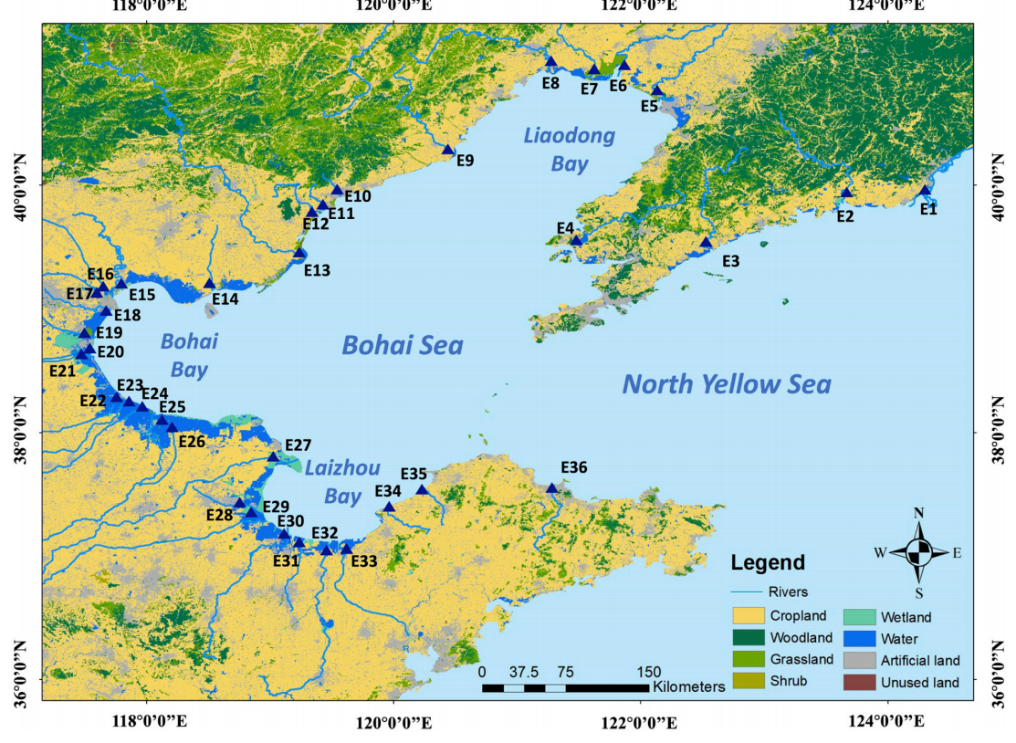 118°0'0"E
120°0'0"E
122°0'0"E
124°0'0"E
40°0'0"N
38°0'0"N
36°0'0"N
40°0'0"N
38°0'0"N
36°0'0"N
E8
E7
E6
E5
Liaodong
Bay
E9
E10
E11
E12
E13
E4
E3
E2
E1
E16
E17
E15
E14
E18
E19
E20
E21
Bohai
Bay
Bohai Sea
North Yellow Sea
E23
E22
E24
E25
E26
E27
Laizhou
Bay
E35
E36
E34
E28
E29
E30
E31
E32
E33
N
W
E
S
Legend
Rivers
Cropland
Woodland
Grassland
Shrub
Wetland
Water
Artificial land
Unused land
0 37.5 75 150
Kilometers
118°0'0"E
120°0'0"E
122°0'0"E
124°0'0"E